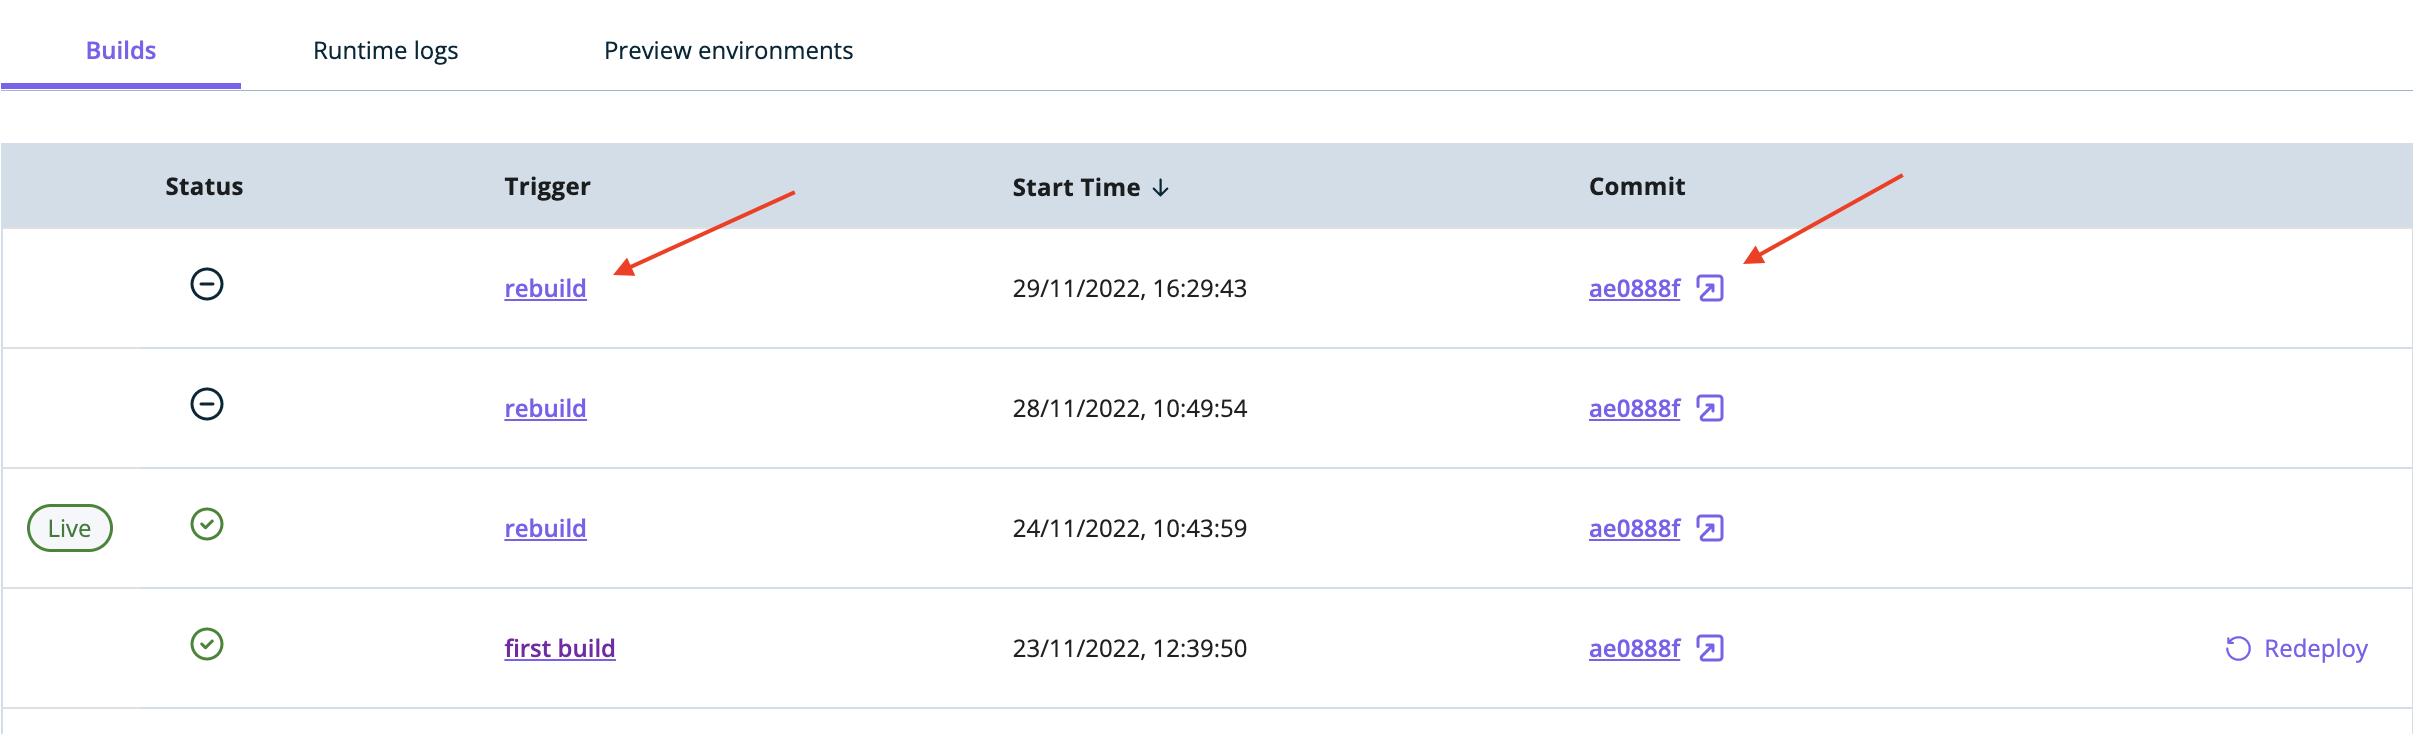 Builds Runtime logs Preview environments
Status Trigger Start Time Commit
rebuild 29/11/2022, 16:29:43 ae0888f
rebuild 28/11/2022, 10:49:54 ae0888f
Live rebuild 24/11/2022, 10:43:59 ae0888f
first build 23/11/2022, 12:39:50 ae0888f Redeploy